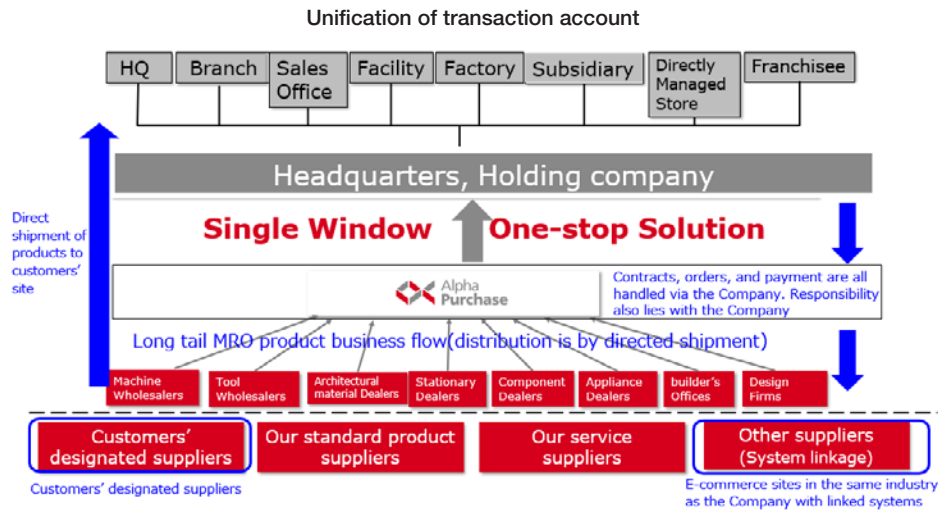 Unification of transaction account
HQ
Branch
Sales
Office
Facility
Factory
Subsidiary
Directly
Managed
Store
Franchisee
Headquarters, Holding company
Direct
shipment of
products to
customers'
site
Single Window
One-stop Solution
Alpha
Purchase
Contracts, orders, and payment are all
handled via the Company. Responsibility
also lies with the Company
Long tail MRO product business flow(distribution is by directed shipment)
Machine
Wholesalers
Tool
Wholesalers
Architectural
material Dealers
Stationary
Dealers
Component
Dealers
Appliance
Dealers
builder's
Offices
Design
Firms
Customers'
designated suppliers
Our standard product
suppliers
Our service
suppliers
Other suppliers
(System linkage)
Customers' designated suppliers
E-commerce sites in the same industry
as the Company with linked systems